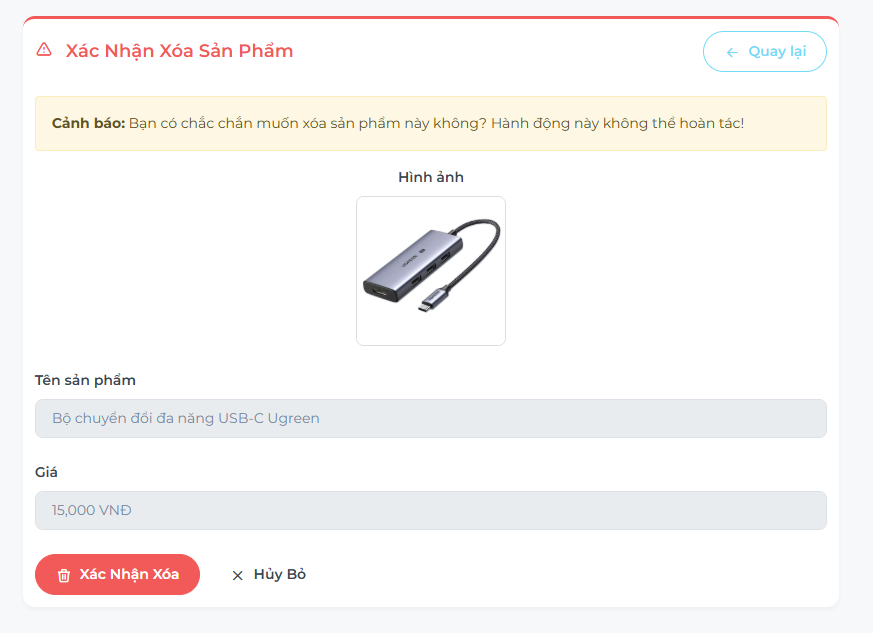 Xác Nhận Xóa Sản Phẩm
Quay lại
Cảnh báo: Bạn có chắc chắn muốn xóa sản phẩm này không? Hành động này không thể hoàn tác!
Hình ảnh
UGREEN
Tên sản phẩm
Bộ chuyển đổi đa năng USB-C Ugreen
Giá
15,000 VNĐ
Xác Nhận Xóa
Hủy Bỏ